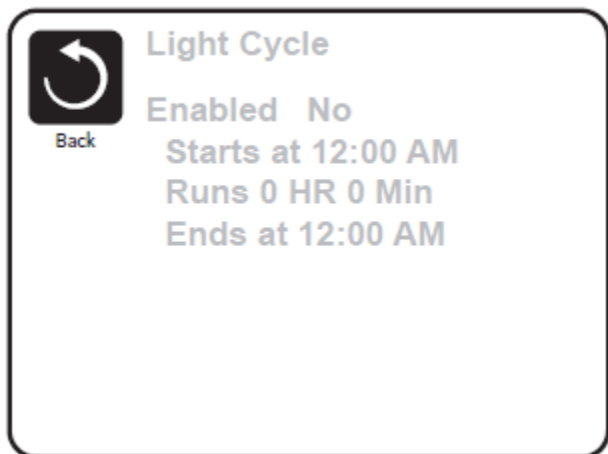 Light Cycle
Back
Enabled No
Starts at 12:00 AM
Runs 0 HR 0 Min
Ends at 12:00 AM